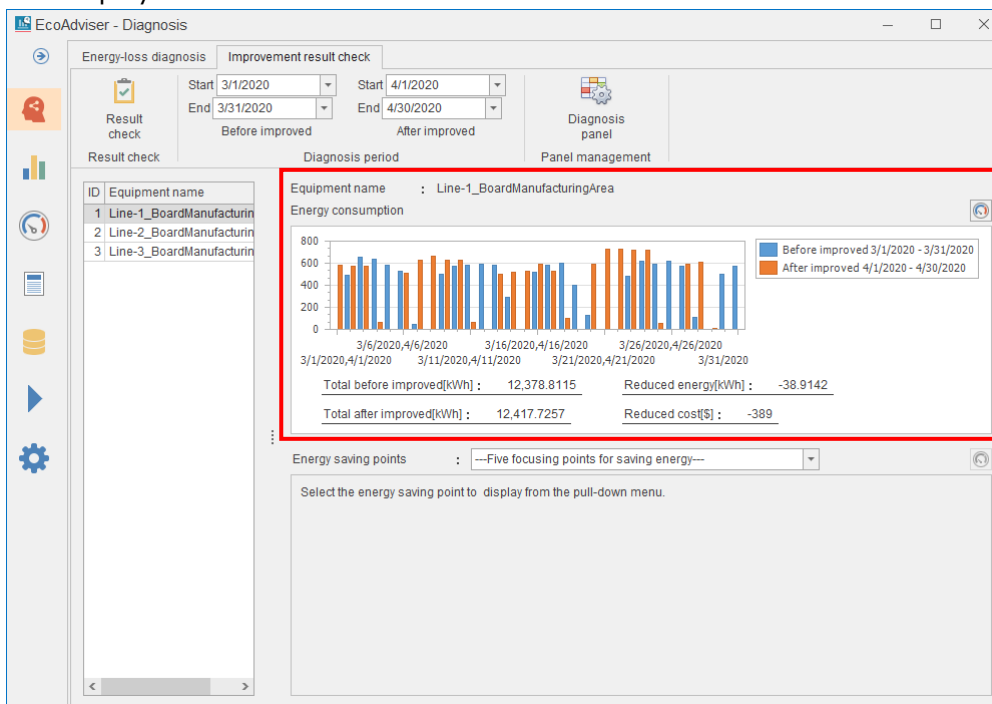 EcoAdviser - Diagnosis
Energy-loss diagnosis Improvement result check
Result check
Start 3/1/2020 Start 4/1/2020
End 3/31/2020 End 4/30/2020
Before improved After improved
Diagnosis panel
Result check Diagnosis period Panel management
ID Equipment name
1 Line-1_BoardManufacturin
2 Line-2_BoardManufacturin
3 Line-3_BoardManufacturin
Equipment name : Line-1_BoardManufacturingArea
Energy consumption
800
600
400
200
0
3/6/2020,4/6/2020 3/16/2020,4/16/2020 3/26/2020,4/26/2020
3/1/2020,4/1/2020 3/11/2020,4/11/2020 3/21/2020,4/21/2020 3/31/2020
Before improved 3/1/2020 - 3/31/2020
After improved 4/1/2020 - 4/30/2020
Total before improved[kWh] : 12,378.8115 Reduced energy[kWh] : -38.9142
Total after improved[kWh] : 12,417.7257 Reduced cost[$] : -389
Energy saving points : ---Five focusing points for saving energy---
Select the energy saving point to display from the pull-down menu.